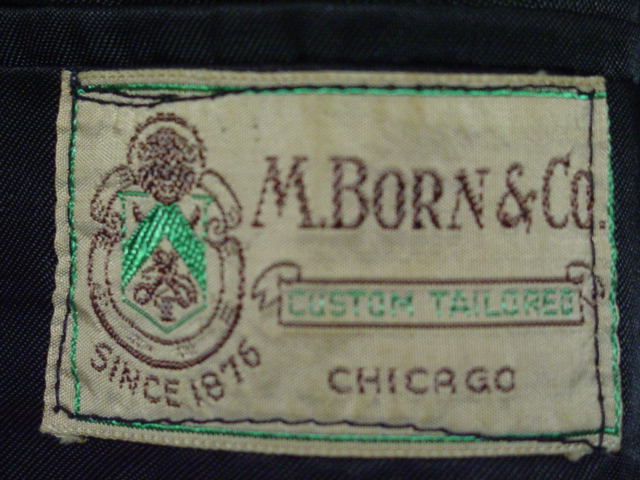 M. BORN & Co.
CUSTOM TAILORED
CHICAGO
SINCE 1876